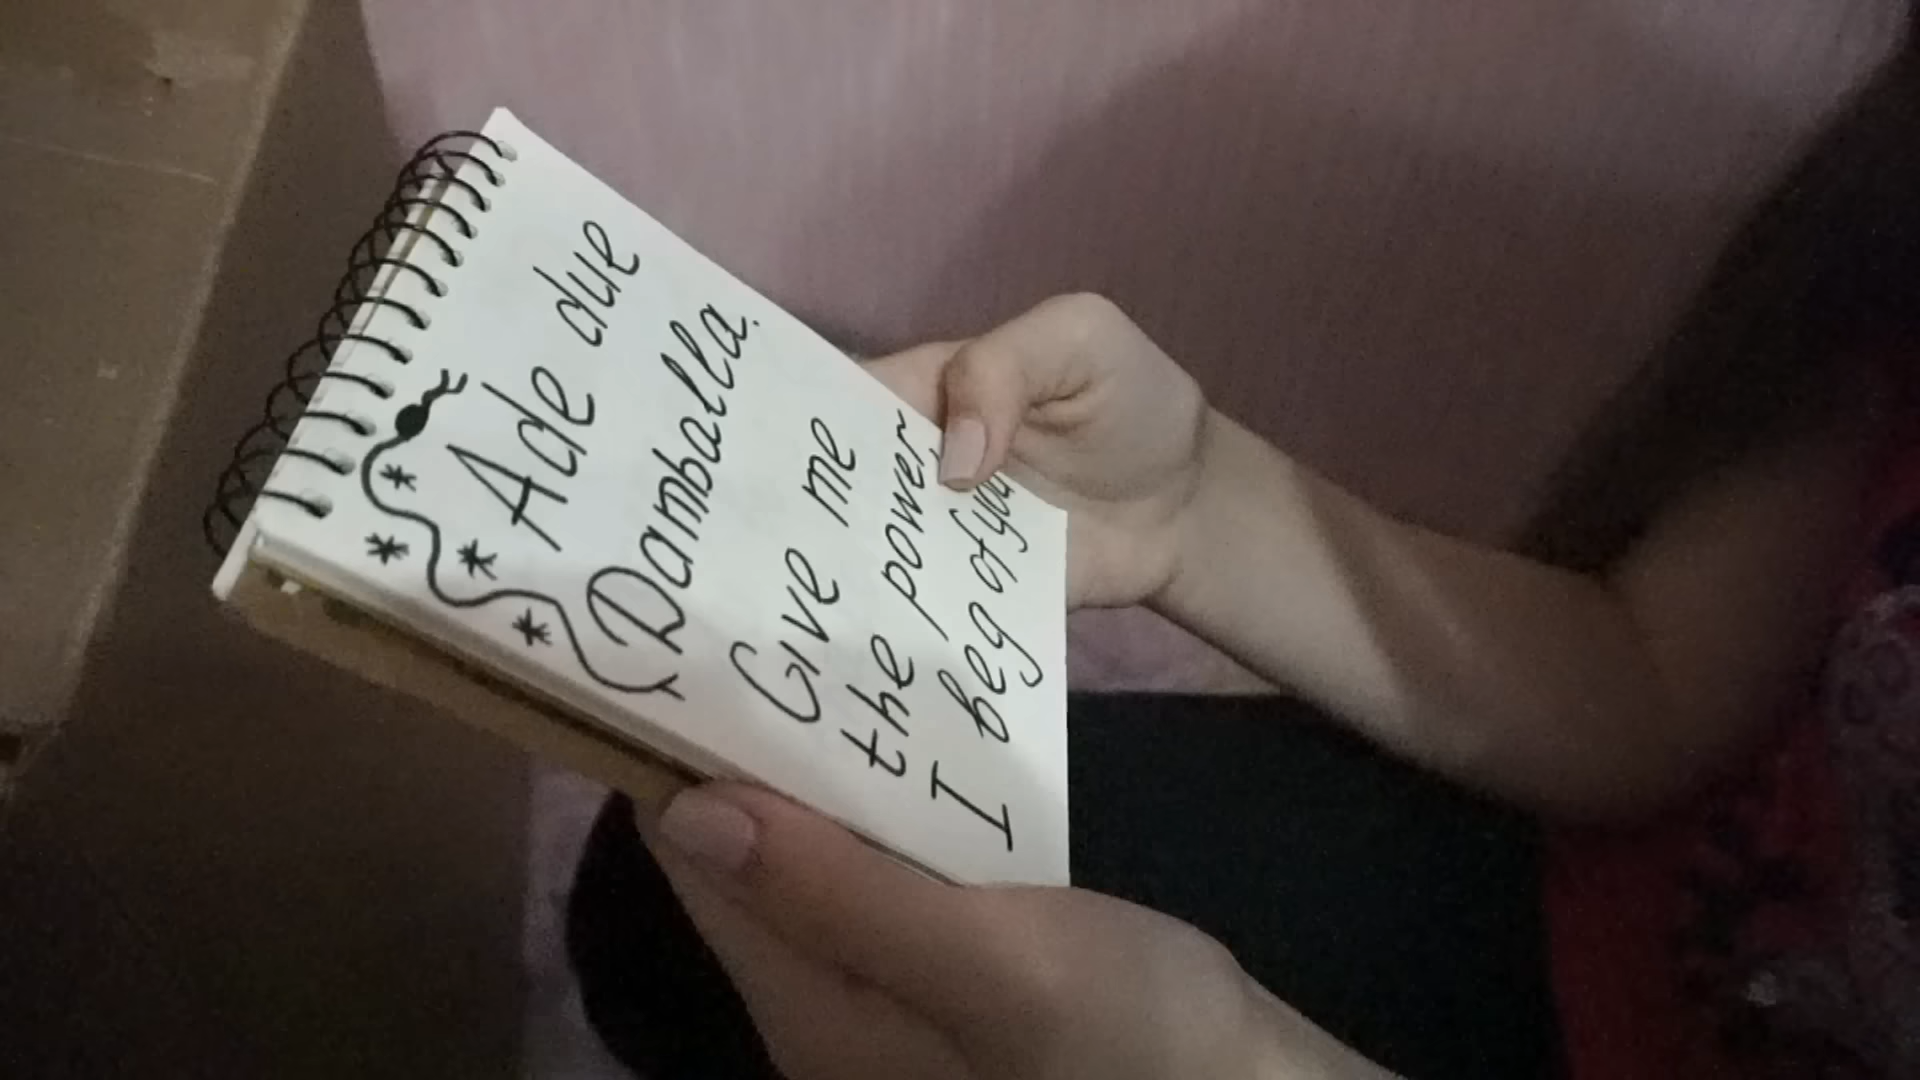 Ade due
Damballa.
Give me
the power,
I beg of you